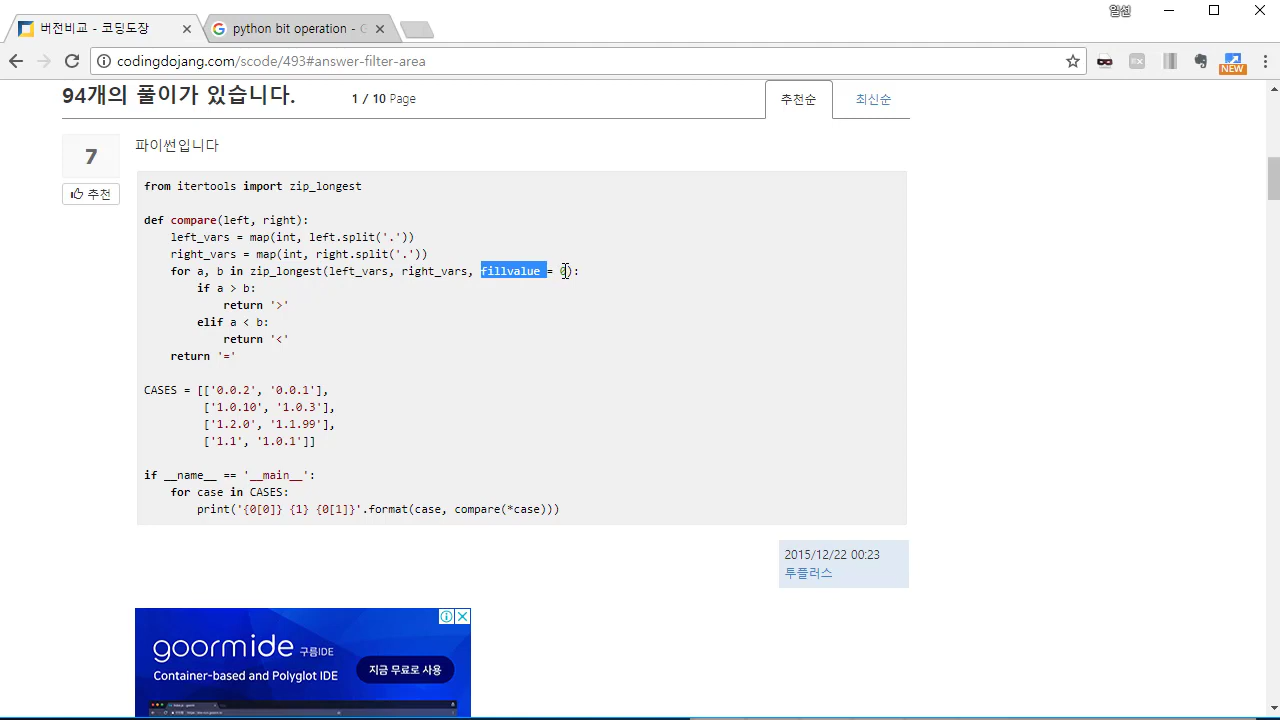 일선
버전비교 - 코딩도장
python bit operation -
codingdojang.com/scode/493#answer-filter-area
NEW
94개의 풀이가 있습니다.
1 / 10 Page
추천순
최신순
7
추천
파이썬입니다
from itertools import zip_longest
def compare(left, right):
left_vars = map(int, left.split('.'))
right_vars = map(int, right.split('.'))
for a, b in zip_longest(left_vars, right_vars, fillvalue = 0):
if a > b:
return '>'
elif a < b:
return '<'
return '='
CASES = [['0.0.2', '0.0.1'],
['1.0.10', '1.0.3'],
['1.2.0', '1.1.99'],
['1.1', '1.0.1']]
if __name__ == '__main__':
for case in CASES:
print('{0[0]} {1} {0[1]}'.format(case, compare(*case)))
2015/12/22 00:23
투플러스
goormide 구름IDE
Container-based and Polyglot IDE
지금 무료로 사용